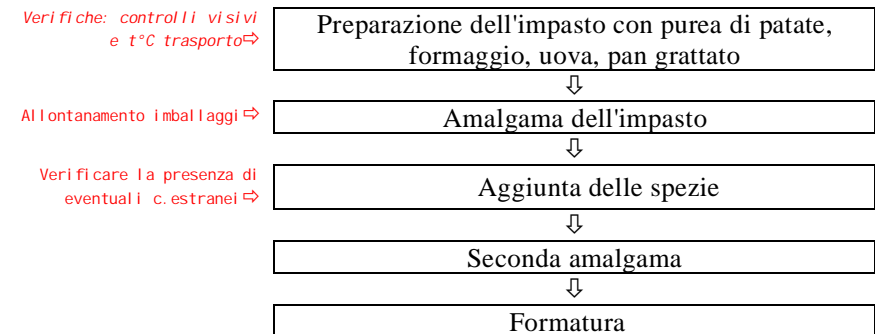 Verifiche: controlli visivi
e t°C trasporto⇨
Preparazione dell'impasto con purea di patate,
formaggio, uova, pan grattato
⇩
Allontanamento imballaggi⇨
Amalgama dell'impasto
⇩
Verificare la presenza di
eventuali c.estranei⇨
Aggiunta delle spezie
⇩
Seconda amalgama
⇩
Formatura